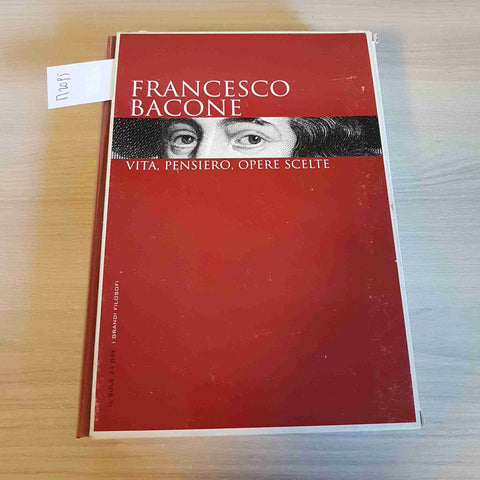 FRANCESCO
BACONE
VITA, PENSIERO, OPERE SCELTE
IL SOLE 24 ORE I GRANDI FILOSOFI